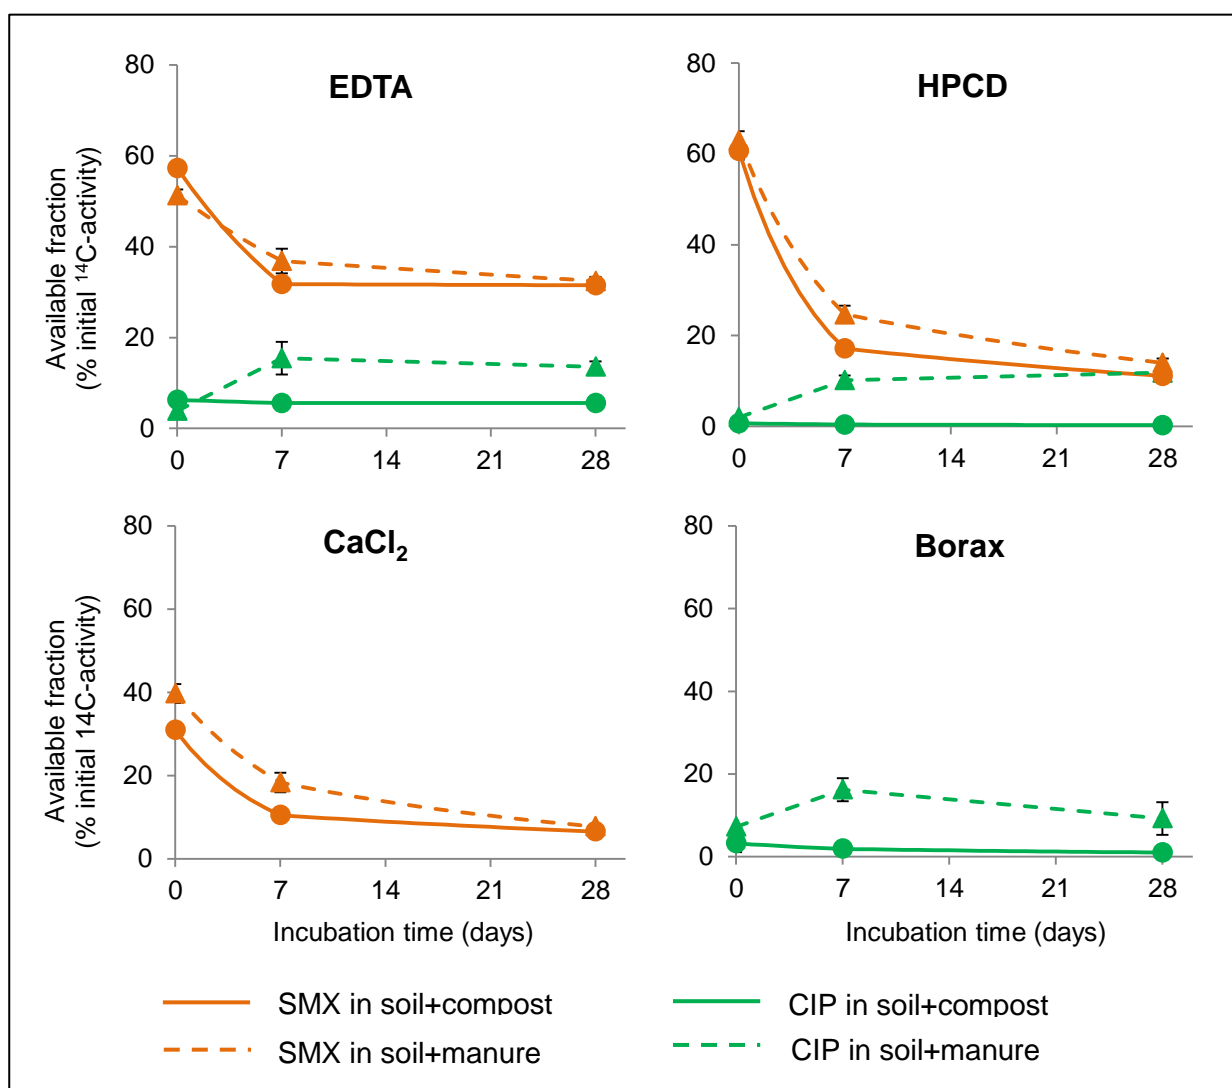 EDTA
Available fraction
(% initial ¹⁴C-activity)
80
60
40
20
0
0 7 14 21 28
HPCD
80
60
40
20
0
0 7 14 21 28
CaCl₂
Available fraction
(% initial 14C-activity)
80
60
40
20
0
0 7 14 21 28
Incubation time (days)
Borax
80
60
40
20
0
0 7 14 21 28
Incubation time (days)
SMX in soil+compost
CIP in soil+compost
SMX in soil+manure
CIP in soil+manure